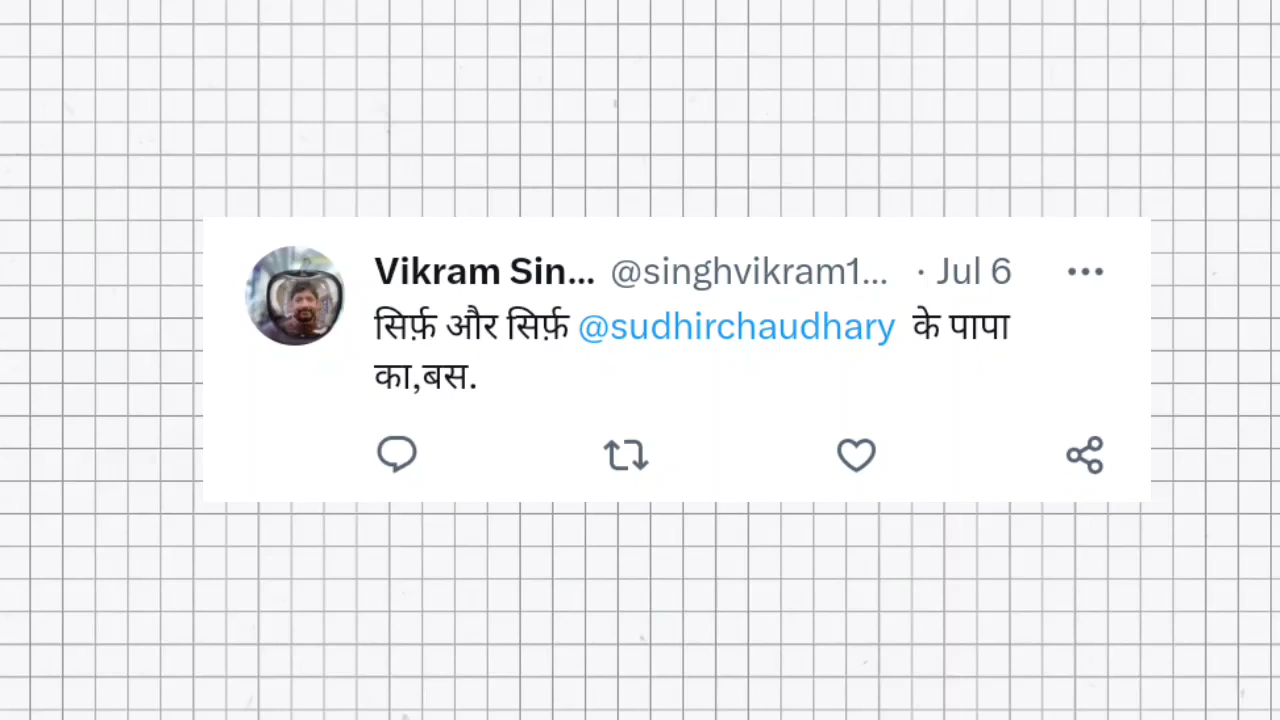 Vikram Sin... @singhvikram1... · Jul 6
सिर्फ़ और सिर्फ़ @sudhirchaudhary के पापा
का,बस.